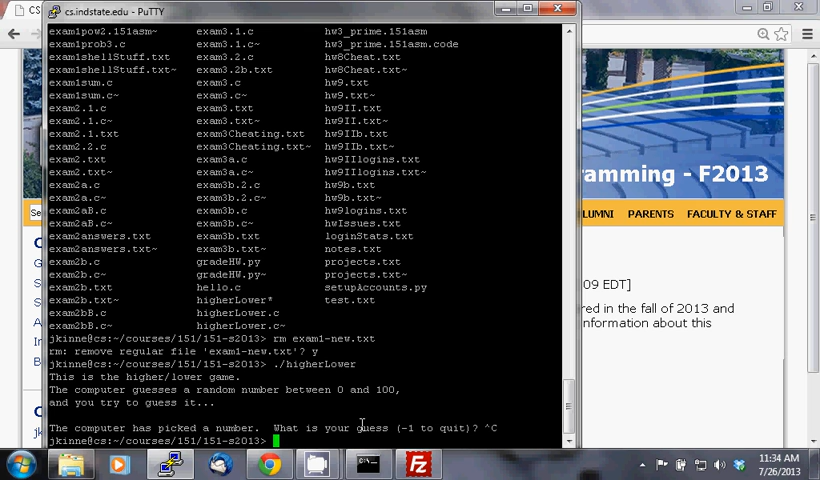 cs.indstate.edu - PuTTY
CS
exam1pow2.151asm~ exam3.1.c hw3_prime.151asm
exam1prob3.c exam3.1.c~ hw3_prime.151asm.code
exam1shellStuff.txt exam3.2.c hw8Cheat.txt
exam1shellStuff.txt~ exam3.2b.txt hw8Cheat.txt~
exam1sum.c exam3.c hw9.txt
exam1sum.c~ exam3.c~ hw9.txt~
exam2.1.c exam3.txt hw9II.txt
exam2.1.c~ exam3.txt~ hw9II.txt~
exam2.1.txt exam3Cheating.txt hw9IIb.txt
exam2.2.c exam3Cheating.txt~ hw9IIb.txt~
exam2.txt exam3a.c hw9IIlogins.txt
exam2.txt~ exam3a.c~ hw9IIlogins.txt~
exam2a.c exam3b.2.c hw9b.txt
exam2a.c~ exam3b.2.c~ hw9b.txt~
exam2aB.c exam3b.c hw9logins.txt
exam2aB.c~ exam3b.c~ hwIssues.txt
exam2answers.txt exam3b.txt loginStats.txt
exam2answers.txt~ exam3b.txt~ notes.txt
exam2b.c gradeHW.py projects.txt
exam2b.c~ gradeHW.py~ projects.txt~
exam2b.txt hello.c setupAccounts.py
exam2b.txt~ higherLower* test.txt
exam2bB.c higherLower.c
exam2bB.c~ higherLower.c~
jkinne@cs:~/courses/151/151-s2013> rm exam1-new.txt
rm: remove regular file 'exam1-new.txt'? y
jkinne@cs:~/courses/151/151-s2013> ./higherLower
This is the higher/lower game.
The computer guesses a random number between 0 and 100,
and you try to guess it...
The computer has picked a number. What is your guess (-1 to quit)? ^C
jkinne@cs:~/courses/151/151-s2013>
ramming - F2013
LUMNI PARENTS FACULTY & STAFF
09 EDT]
red in the fall of 2013 and
nformation about this
11:34 AM
7/26/2013